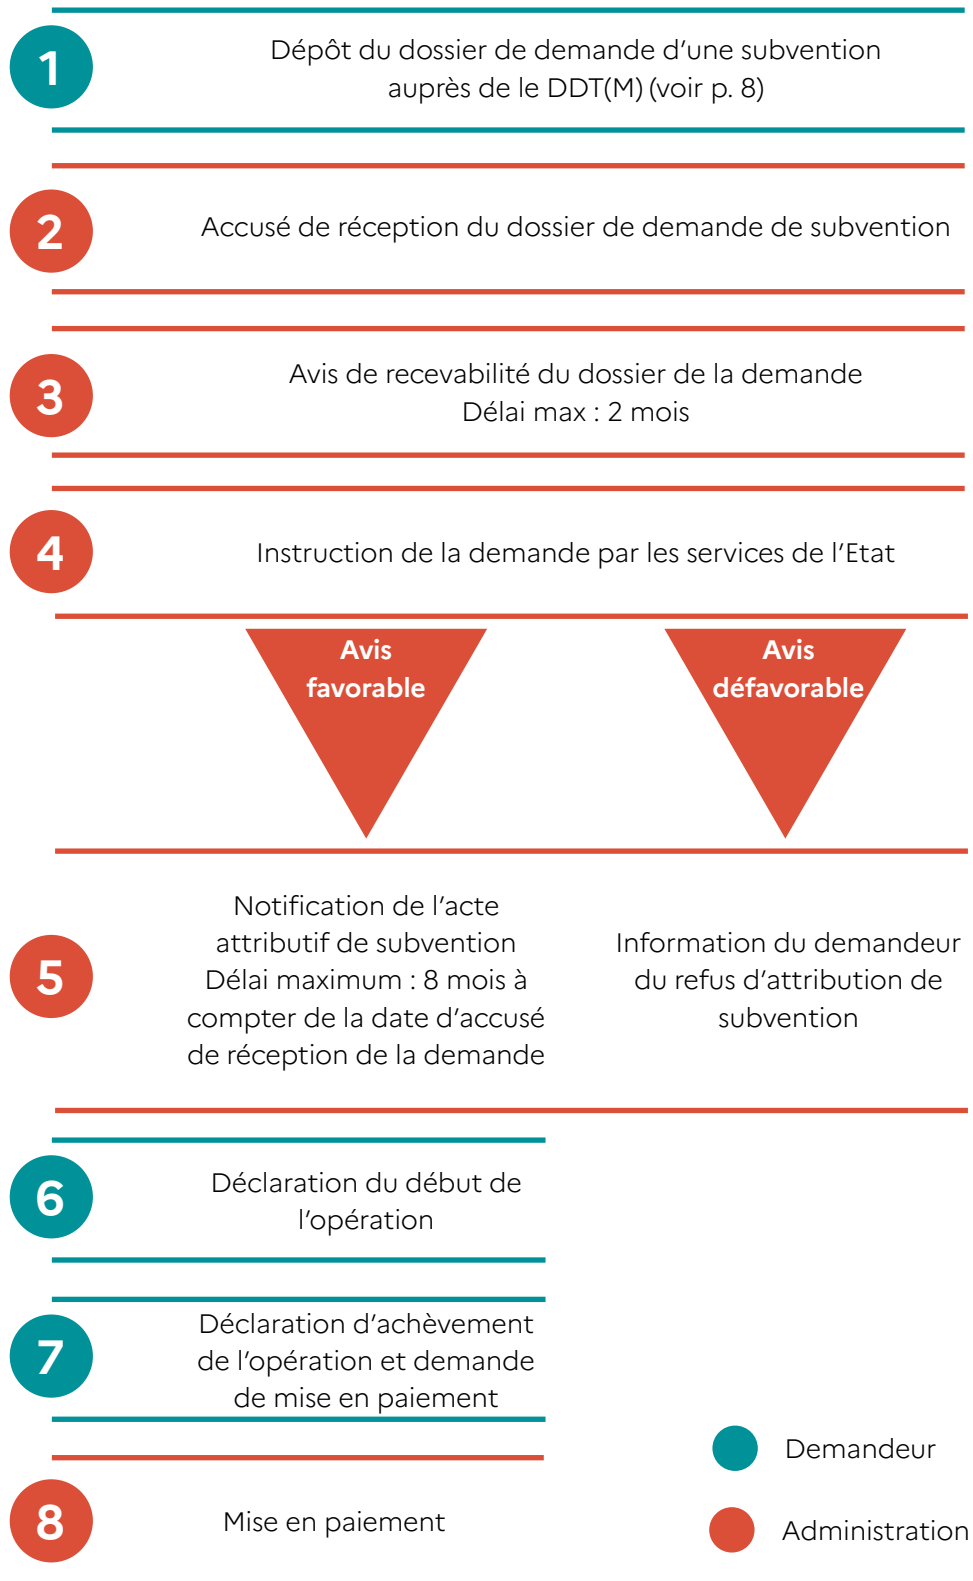 1
Dépôt du dossier de demande d'une subvention
auprès de le DDT(M) (voir p. 8)
2
Accusé de réception du dossier de demande de subvention
3
Avis de recevabilité du dossier de la demande
Délai max : 2 mois
4
Instruction de la demande par les services de l'Etat
Avis
favorable
Avis
défavorable
5
Notification de l'acte
attributif de subvention
Délai maximum : 8 mois à
compter de la date d'accusé
de réception de la demande
Information du demandeur
du refus d'attribution de
subvention
6
Déclaration du début de
l'opération
7
Déclaration d'achèvement
de l'opération et demande
de mise en paiement
8
Mise en paiement
Demandeur
Administration